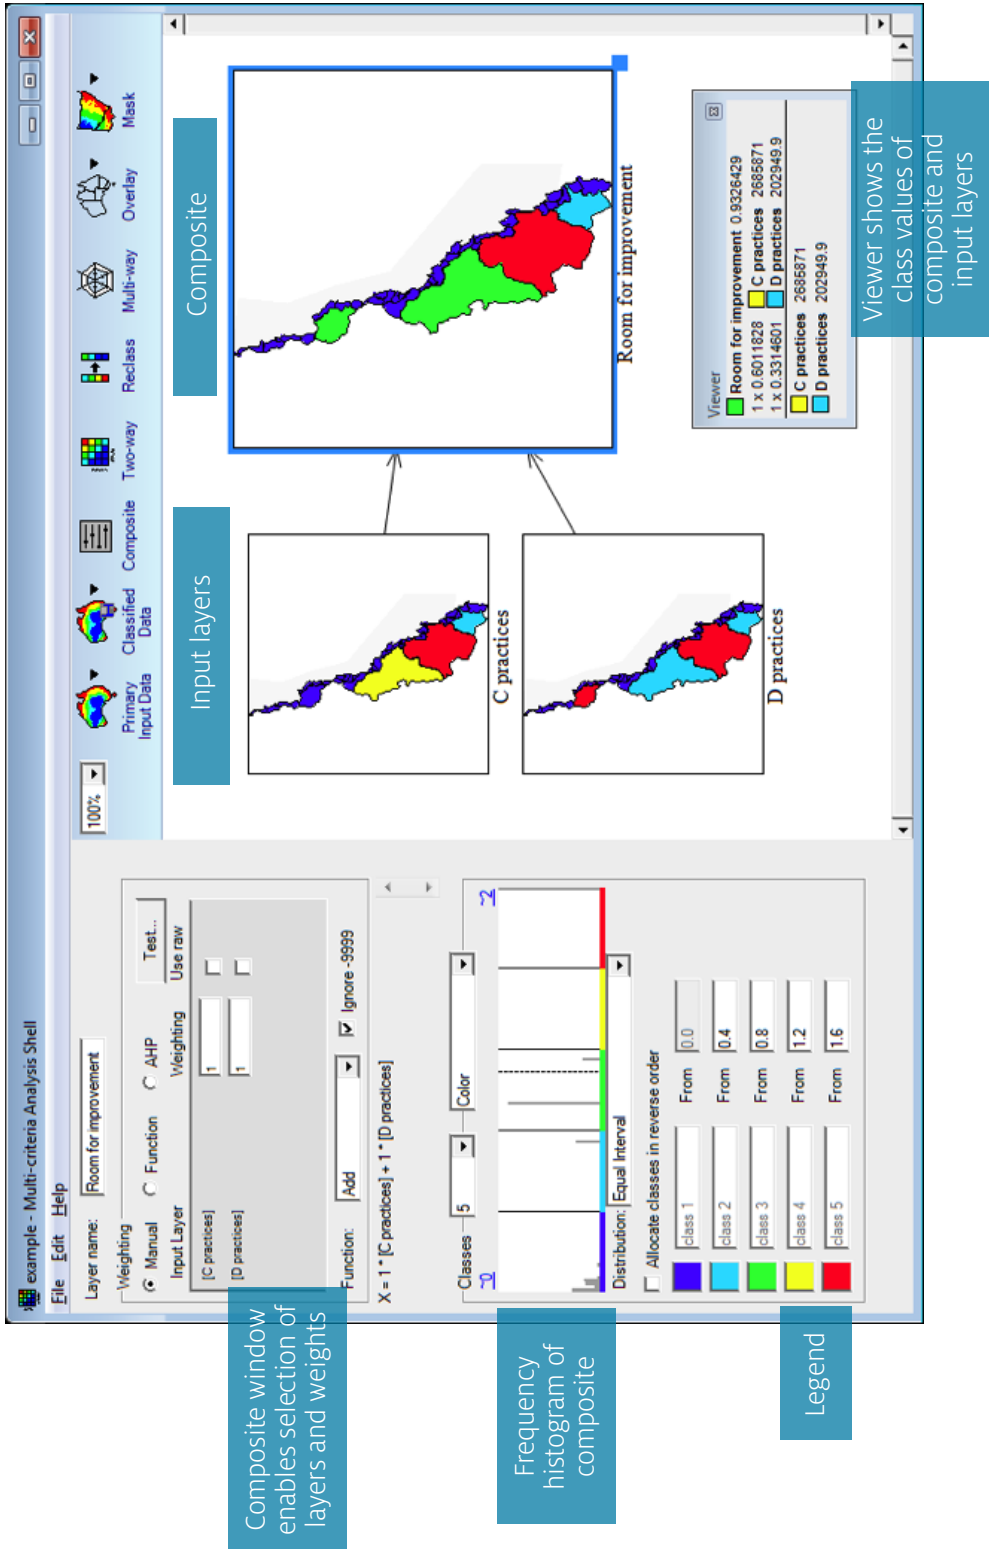 example - Multi-criteria Analysis Shell
File Edit Help
Layer name: Room for improvement
Weighting
Manual Function AHP Test...
Input Layer Weighting Use raw
[C practices] 1
[D practices] 1
Function: Add Ignore -9999
X = 1 * [C practices] + 1 * [D practices]
Classes 5 Color
~0 ~2
Distribution: Equal Interval
Allocate classes in reverse order
class 1 From 0.0
class 2 From 0.4
class 3 From 0.8
class 4 From 1.2
class 5 From 1.6
100%
Primary
Input Data
Classified
Data
Composite
Two-way
Reclass
Multi-way
Overlay
Mask
Input layers
Composite
C practices
D practices
Room for improvement
Viewer
Room for improvement 0.9326429
1 x 0.6011828 C practices 2685871
1 x 0.3314601 D practices 202949.9
C practices 2685871
D practices 202949.9
Composite window
enables selection of
layers and weights
Frequency
histogram of
composite
Legend
Viewer shows the
class values of
composite and
input layers